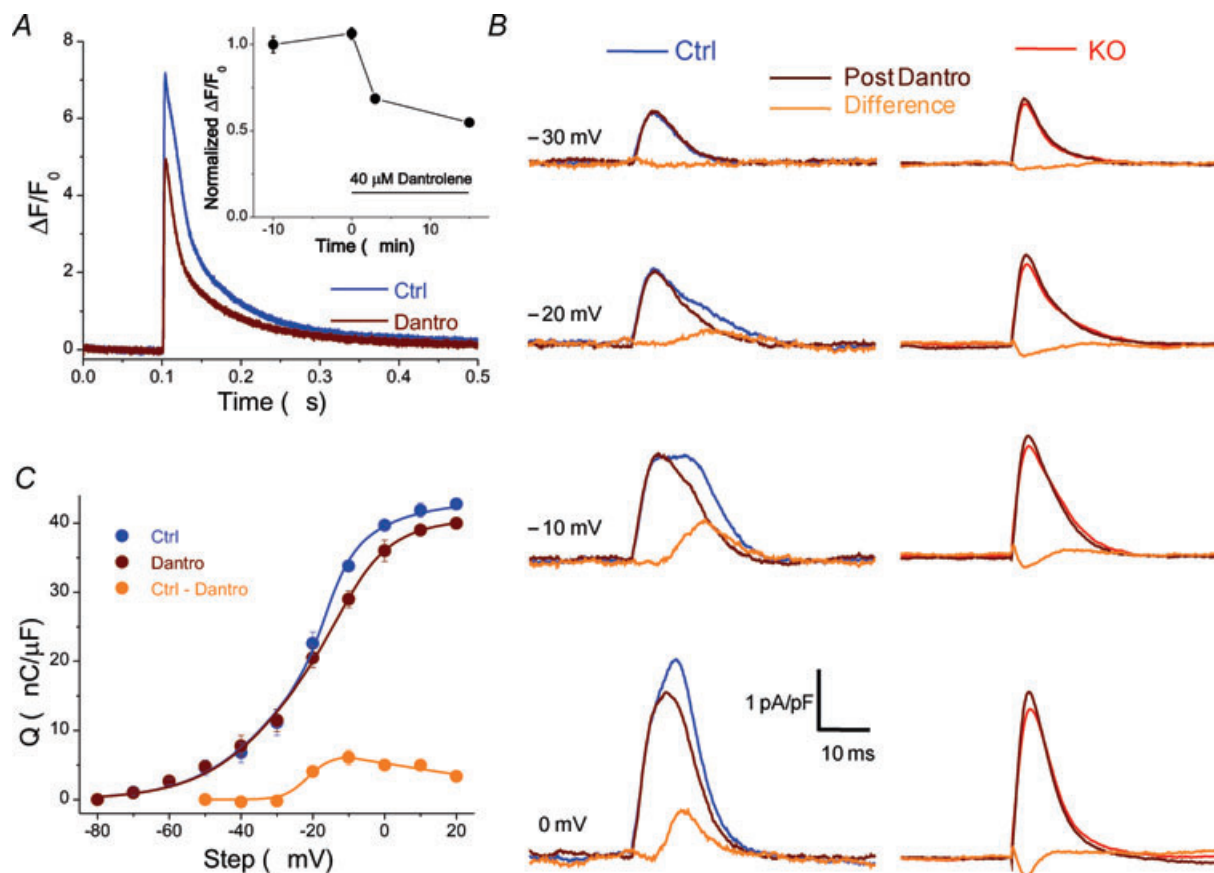 A
8
6
4
2
0
ΔF/F0
0.0 0.1 0.2 0.3 0.4 0.5
Time ( s)
Ctrl
Dantro
1.0
0.5
0.0
Normalized ΔF/F0
40 μM Dantrolene
-10 0 10
Time ( min)
B
Ctrl
KO
Post Dantro
Difference
–30 mV
–20 mV
–10 mV
0 mV
1 pA/pF
10 ms
C
40
30
20
10
0
Q ( nC/μF)
Ctrl
Dantro
Ctrl - Dantro
-80 -60 -40 -20 0 20
Step ( mV)